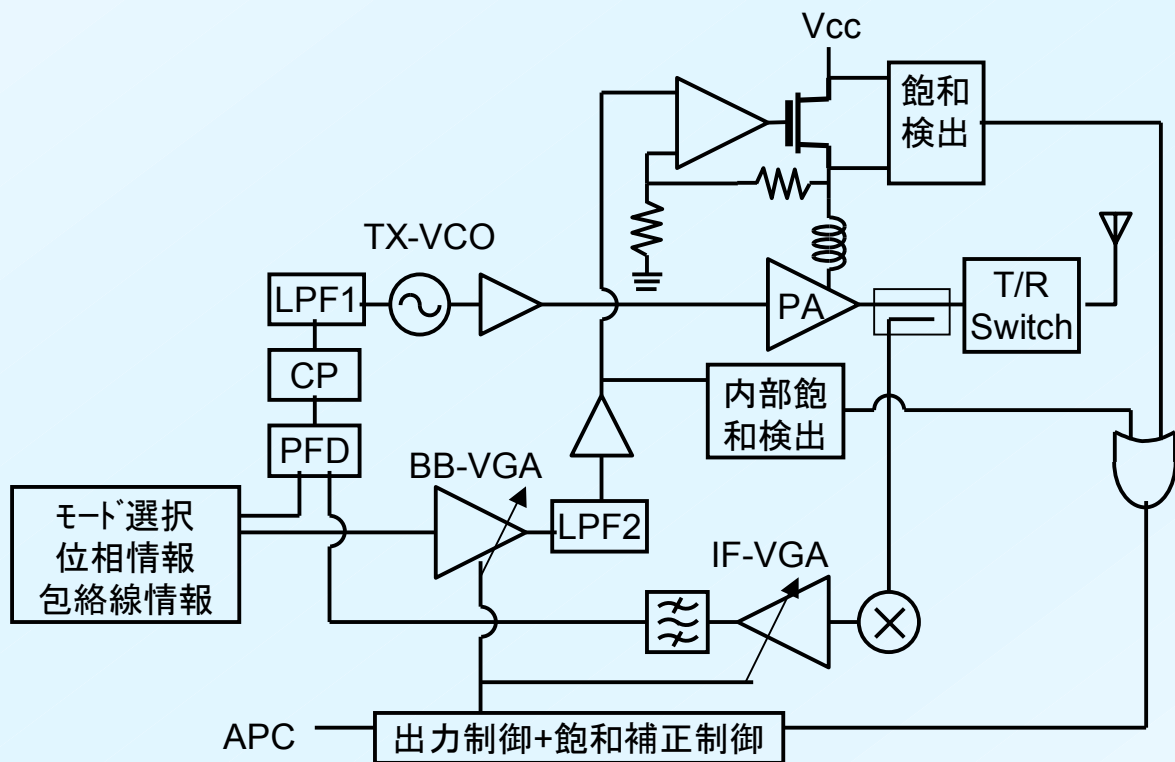 Vcc
飽和
検出
TX-VCO
LPF1
PA
T/R
Switch
CP
内部飽
和検出
PFD
BB-VGA
LPF2
ﾓｰﾄﾞ選択
位相情報
包絡線情報
IF-VGA
APC
出力制御+飽和補正制御